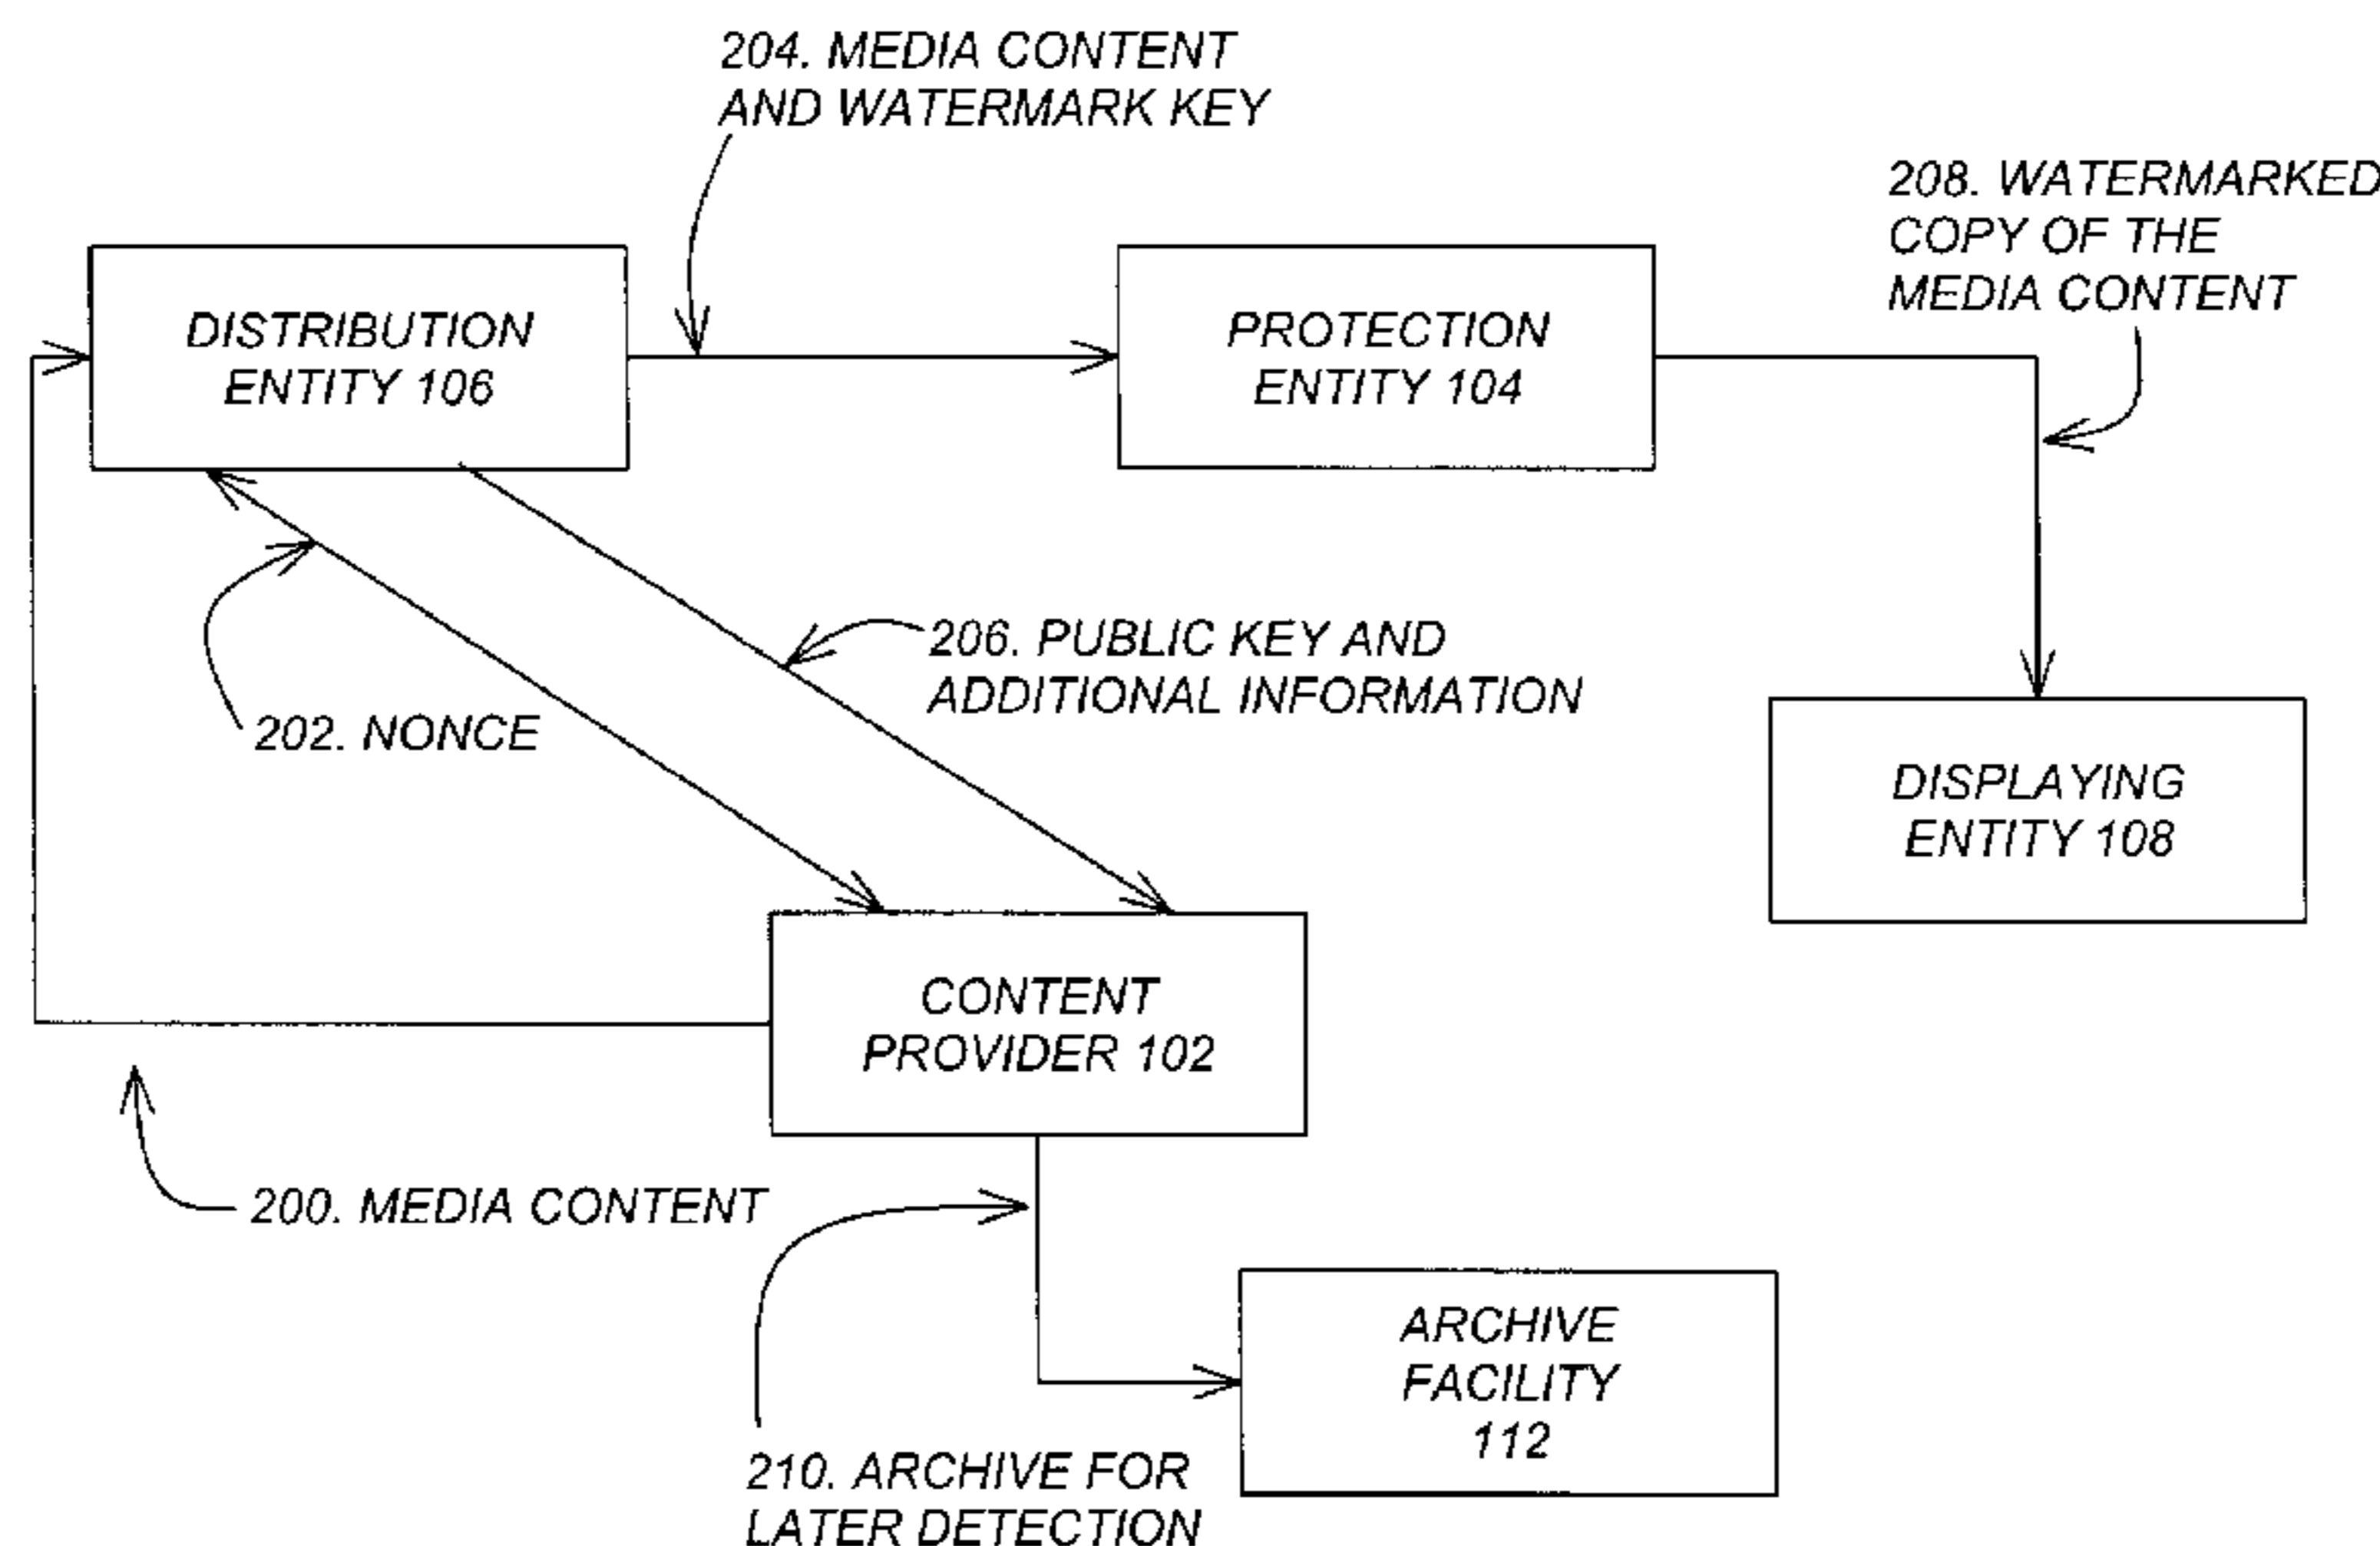 204. MEDIA CONTENT
AND WATERMARK KEY
208. WATERMARKED
COPY OF THE
MEDIA CONTENT
DISTRIBUTION
ENTITY 106
PROTECTION
ENTITY 104
206. PUBLIC KEY AND
ADDITIONAL INFORMATION
202. NONCE
DISPLAYING
ENTITY 108
CONTENT
PROVIDER 102
200. MEDIA CONTENT
ARCHIVE
FACILITY
112
210. ARCHIVE FOR
LATER DETECTION